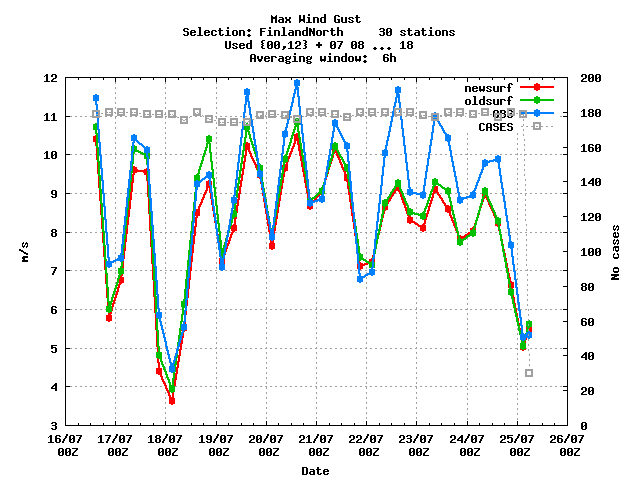 Max Wind Gust
Selection: FinlandNorth     30 stations
Used {00,12} + 07 08 ... 18
Averaging window:  6h
newsurf
oldsurf
OBS
CASES
12
11
10
9
8
7
6
5
4
3
m/s
200
180
160
140
120
100
80
60
40
20
0
No cases
16/07 17/07 18/07 19/07 20/07 21/07 22/07 23/07 24/07 25/07 26/07
00Z 00Z 00Z 00Z 00Z 00Z 00Z 00Z 00Z 00Z 00Z
Date